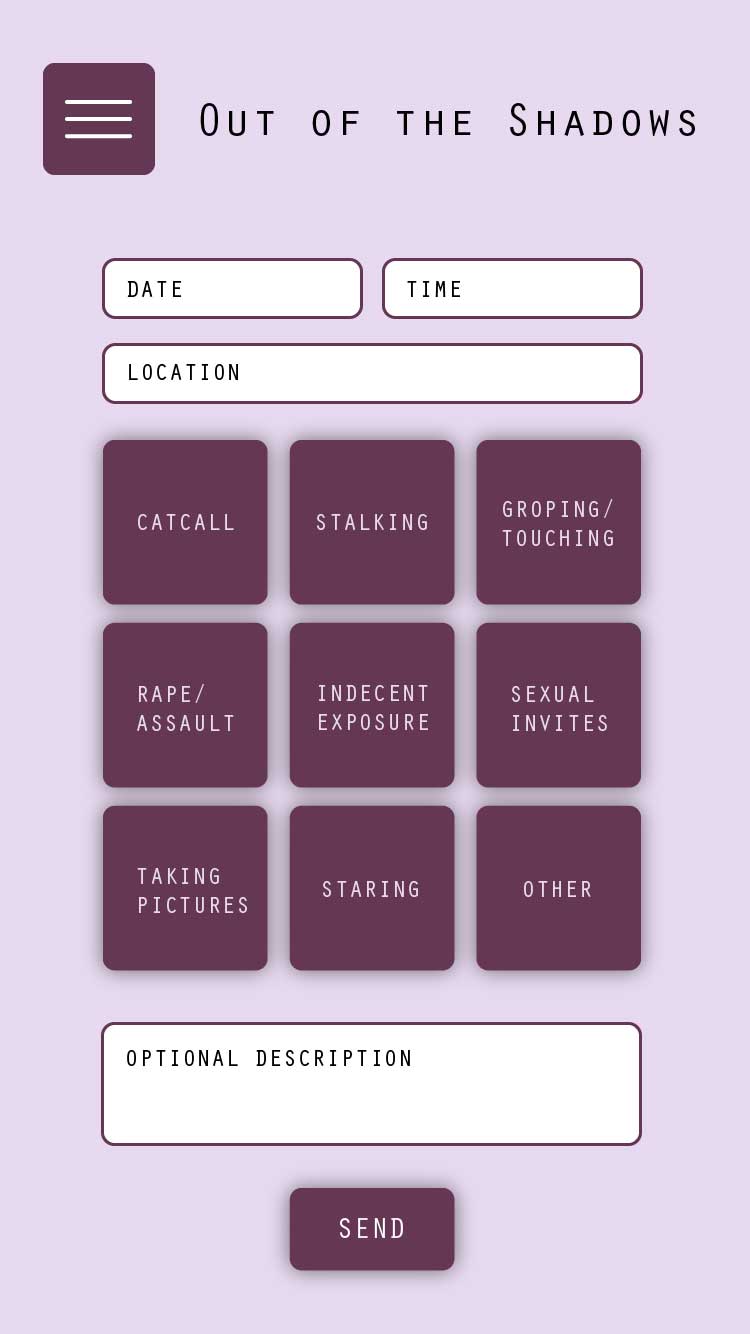 Out of the Shadows
DATE
TIME
LOCATION
CATCALL
STALKING
GROPING/
TOUCHING
RAPE/
ASSAULT
INDECENT
EXPOSURE
SEXUAL
INVITES
TAKING
PICTURES
STARING
OTHER
OPTIONAL DESCRIPTION
SEND